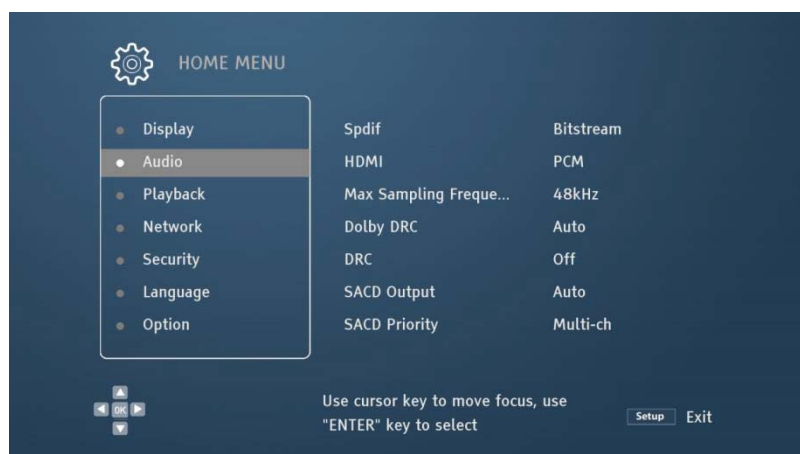 HOME MENU
Display Spdif Bitstream
Audio HDMI PCM
Playback Max Sampling Freque... 48kHz
Network Dolby DRC Auto
Security DRC Off
Language SACD Output Auto
Option SACD Priority Multi-ch
OK
Use cursor key to move focus, use
"ENTER" key to select
Setup Exit